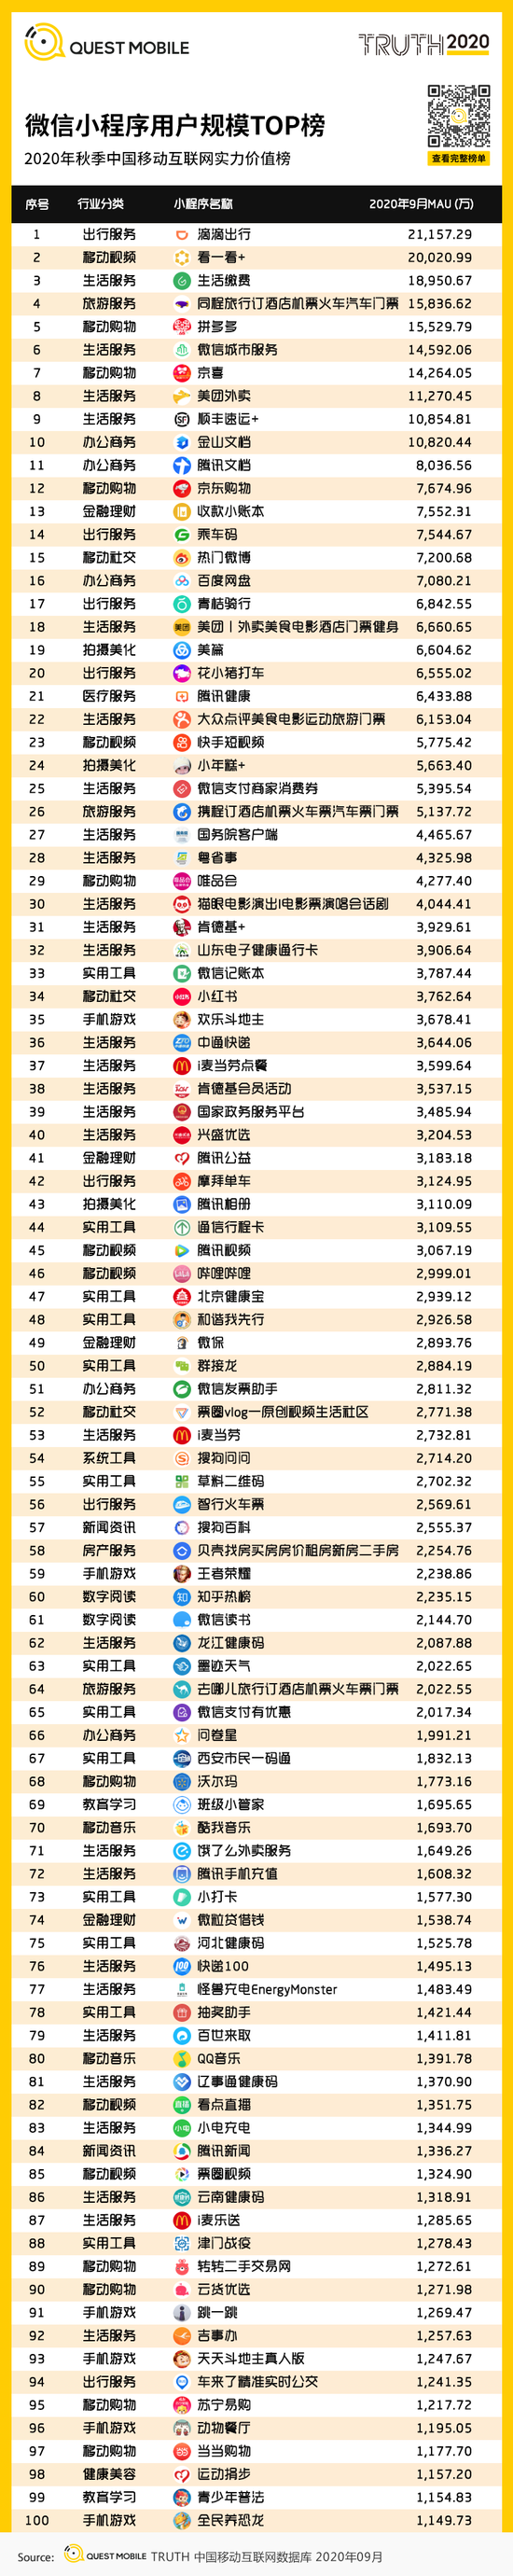 QUEST MOBILE
TRUTH 2020
微信小程序用户规模TOP榜
2020年秋季中国移动互联网实力价值榜
查看完整榜单
序号 行业分类 小程序名称 2020年9月MAU (万)
1 出行服务 滴滴出行 21,157.29
2 移动视频 看一看+ 20,020.99
3 生活服务 生活缴费 18,950.67
4 旅游服务 同程旅行订酒店机票火车汽车门票 15,836.62
5 移动购物 拼多多 15,529.79
6 生活服务 微信城市服务 14,592.06
7 移动购物 京喜 14,264.05
8 生活服务 美团外卖 11,270.45
9 生活服务 顺丰速运+ 10,854.81
10 办公商务 金山文档 10,820.44
11 办公商务 腾讯文档 8,036.56
12 移动购物 京东购物 7,674.96
13 金融理财 收款小账本 7,552.31
14 出行服务 乘车码 7,544.67
15 移动社交 热门微博 7,200.68
16 办公商务 百度网盘 7,080.21
17 出行服务 青桔骑行 6,842.55
18 生活服务 美团丨外卖美食电影酒店门票健身 6,660.65
19 拍摄美化 美篇 6,604.62
20 出行服务 花小猪打车 6,555.02
21 医疗服务 腾讯健康 6,433.88
22 生活服务 大众点评美食电影运动旅游门票 6,153.04
23 移动视频 快手短视频 5,775.42
24 拍摄美化 小年糕+ 5,663.40
25 生活服务 微信支付商家消费券 5,395.54
26 旅游服务 携程订酒店机票火车票汽车票门票 5,137.72
27 生活服务 国务院客户端 4,465.67
28 生活服务 粤省事 4,325.98
29 移动购物 唯品会 4,277.40
30 生活服务 猫眼电影演出|电影票演唱会话剧 4,044.41
31 生活服务 肯德基+ 3,929.61
32 生活服务 山东电子健康通行卡 3,906.64
33 实用工具 微信记账本 3,787.44
34 移动社交 小红书 3,762.64
35 手机游戏 欢乐斗地主 3,678.41
36 生活服务 中通快递 3,644.06
37 生活服务 i麦当劳点餐 3,599.64
38 生活服务 肯德基会员活动 3,537.15
39 生活服务 国家政务服务平台 3,485.94
40 生活服务 兴盛优选 3,204.53
41 金融理财 腾讯公益 3,183.18
42 出行服务 摩拜单车 3,124.95
43 拍摄美化 腾讯相册 3,110.09
44 实用工具 通信行程卡 3,109.55
45 移动视频 腾讯视频 3,067.19
46 移动视频 哔哩哔哩 2,999.01
47 实用工具 北京健康宝 2,939.12
48 实用工具 和谐我先行 2,926.58
49 金融理财 微保 2,893.76
50 实用工具 群接龙 2,884.19
51 办公商务 微信发票助手 2,811.32
52 移动社交 票圈vlog一原创视频生活社区 2,771.38
53 生活服务 i麦当劳 2,732.81
54 系统工具 搜狗问问 2,714.20
55 实用工具 草料二维码 2,702.32
56 出行服务 智行火车票 2,569.61
57 新闻资讯 搜狗百科 2,555.37
58 房产服务 贝壳找房买房房价租房新房二手房 2,254.76
59 手机游戏 王者荣耀 2,238.86
60 数字阅读 知乎热榜 2,235.15
61 数字阅读 微信读书 2,144.70
62 生活服务 龙江健康码 2,087.88
63 实用工具 墨迹天气 2,022.65
64 旅游服务 去哪儿旅行订酒店机票火车票门票 2,022.55
65 实用工具 微信支付有优惠 2,017.34
66 办公商务 问卷星 1,991.21
67 实用工具 西安市民一码通 1,832.13
68 移动购物 沃尔玛 1,773.16
69 教育学习 班级小管家 1,695.65
70 移动音乐 酷我音乐 1,693.70
71 生活服务 饿了么外卖服务 1,649.26
72 生活服务 腾讯手机充值 1,608.32
73 实用工具 小打卡 1,577.30
74 金融理财 微粒贷借钱 1,538.74
75 实用工具 河北健康码 1,525.78
76 生活服务 快递100 1,495.13
77 生活服务 怪兽充电EnergyMonster 1,483.49
78 实用工具 抽奖助手 1,421.44
79 生活服务 百世来取 1,411.81
80 移动音乐 QQ音乐 1,391.78
81 生活服务 辽事通健康码 1,370.90
82 移动视频 看点直播 1,351.75
83 生活服务 小电充电 1,344.99
84 新闻资讯 腾讯新闻 1,336.27
85 移动视频 票圈视频 1,324.90
86 生活服务 云南健康码 1,318.91
87 生活服务 i麦乐送 1,285.65
88 实用工具 津门战疫 1,278.43
89 移动购物 转转二手交易网 1,272.61
90 移动购物 云货优选 1,271.98
91 手机游戏 跳一跳 1,269.47
92 生活服务 吉事办 1,257.63
93 手机游戏 天天斗地主真人版 1,247.67
94 出行服务 车来了精准实时公交 1,241.35
95 移动购物 苏宁易购 1,217.72
96 手机游戏 动物餐厅 1,195.05
97 移动购物 当当购物 1,177.70
98 健康美容 运动捐步 1,157.20
99 教育学习 青少年普法 1,154.83
100 手机游戏 全民养恐龙 1,149.73
Source: QUEST MOBILE TRUTH 中国移动互联网数据库 2020年09月